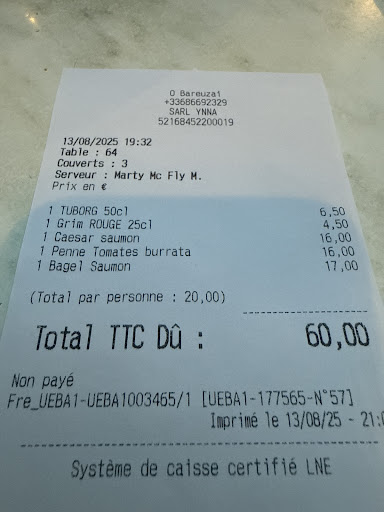 O Bareuzai
+33686692329
SARL YNNA
52168452200019
13/08/2025 19:32
Table : 64
Couverts : 3
Serveur : Marty Mc Fly M.
Prix en €
1 TUBORG 50cl 6,50
1 Grim ROUGE 25cl 4,50
1 Caesar saumon 16,00
1 Penne Tomates burrata 16,00
1 Bagel Saumon 17,00
(Total par personne : 20,00)
Total TTC Dû : 60,00
Non payé
Fre_UEBA1-UEBA1003465/1 [UEBA1-177565-N°57]
Imprimé le 13/08/25 - 21:0
Système de caisse certifié LNE